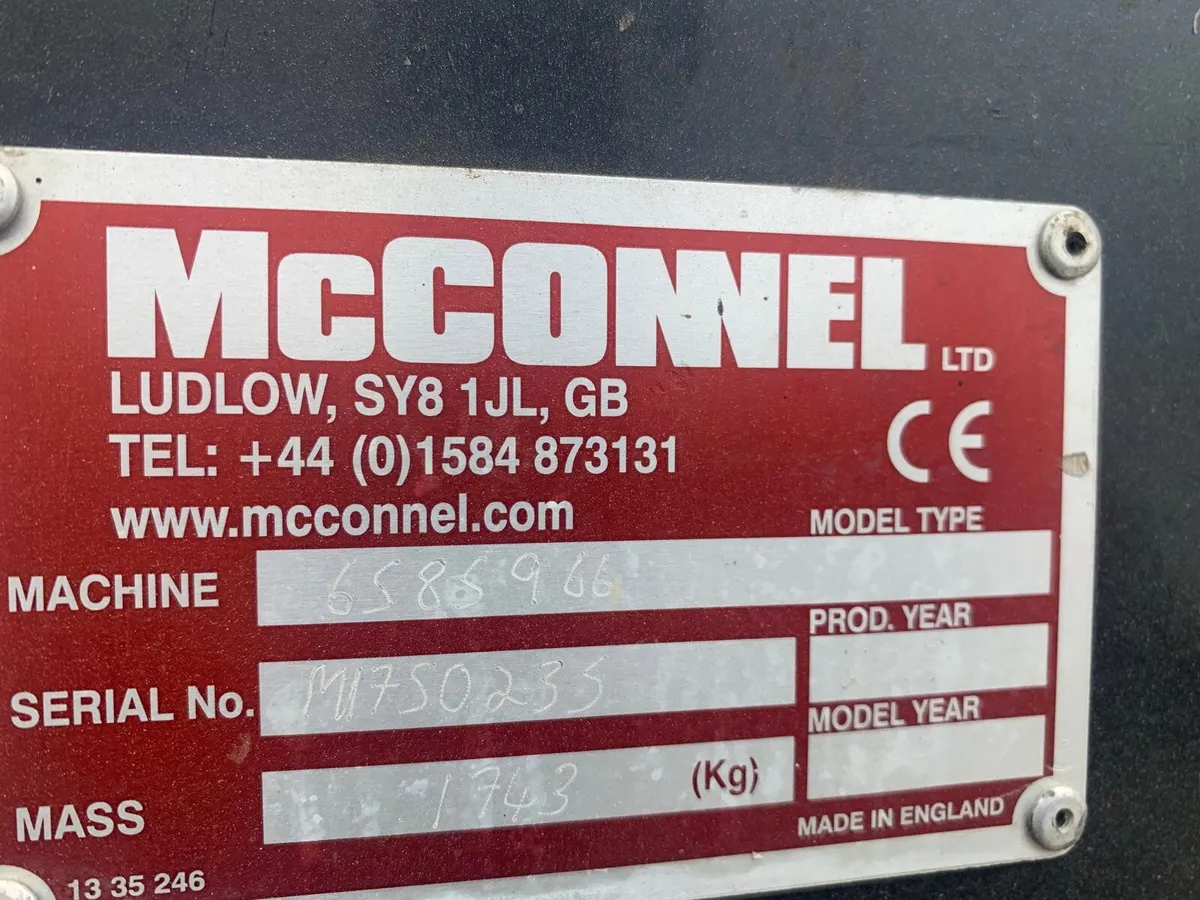 McCONNEL LTD
LUDLOW, SY8 1JL, GB
TEL: +44 (0)1584 873131
CE
www.mcconnel.com
MODEL TYPE
MACHINE 6585966
PROD. YEAR
SERIAL No. M1750235
MODEL YEAR
MASS 1743 (Kg)
MADE IN ENGLAND
13 35 246